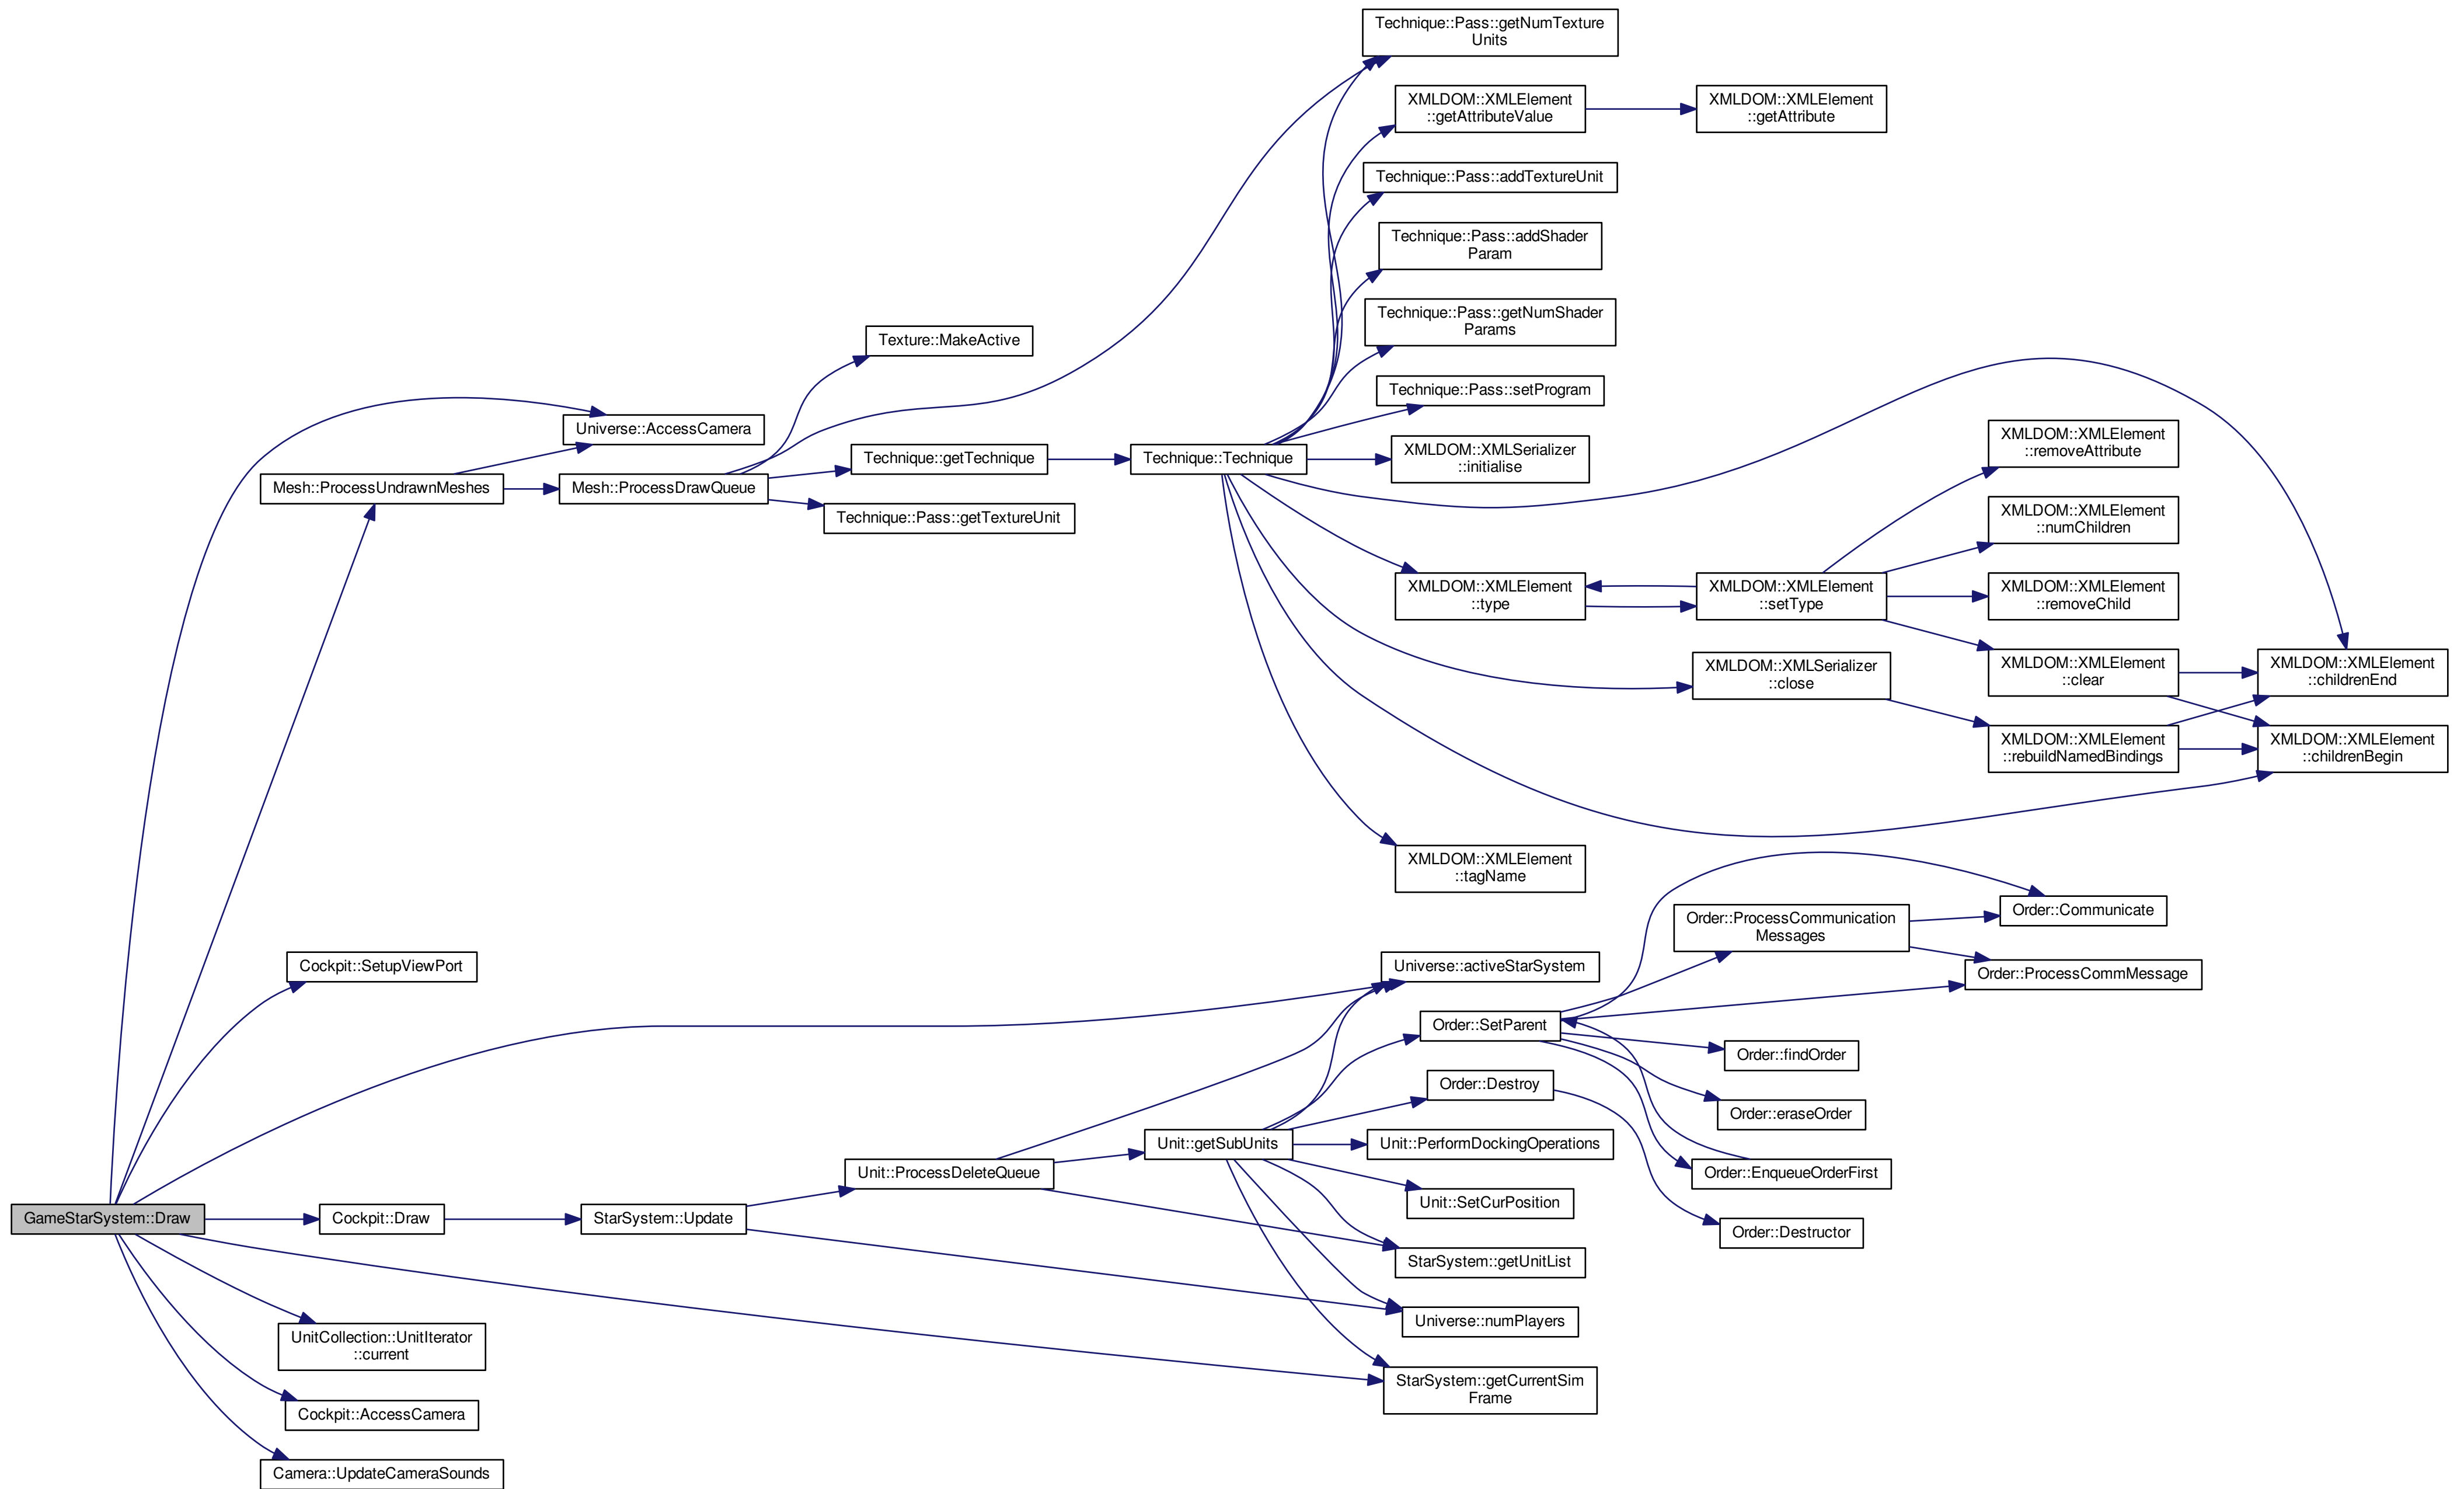 Technique::Pass::getNumTexture
Units
XMLDOM::XMLElement
::getAttributeValue
XMLDOM::XMLElement
::getAttribute
Technique::Pass::addTextureUnit
Technique::Pass::addShader
Param
Technique::Pass::getNumShader
Params
Texture::MakeActive
Technique::Pass::setProgram
Universe::AccessCamera
XMLDOM::XMLElement
::removeAttribute
Technique::getTechnique
Technique::Technique
XMLDOM::XMLSerializer
::initialise
Mesh::ProcessUndrawnMeshes
Mesh::ProcessDrawQueue
Technique::Pass::getTextureUnit
XMLDOM::XMLElement
::numChildren
XMLDOM::XMLElement
::type
XMLDOM::XMLElement
::setType
XMLDOM::XMLElement
::removeChild
XMLDOM::XMLSerializer
::close
XMLDOM::XMLElement
::clear
XMLDOM::XMLElement
::childrenEnd
XMLDOM::XMLElement
::rebuildNamedBindings
XMLDOM::XMLElement
::childrenBegin
XMLDOM::XMLElement
::tagName
Order::Communicate
Order::ProcessCommunication
Messages
Cockpit::SetupViewPort
Universe::activeStarSystem
Order::ProcessCommMessage
Order::SetParent
Order::findOrder
Order::Destroy
Order::eraseOrder
Unit::getSubUnits
Unit::PerformDockingOperations
Unit::ProcessDeleteQueue
Order::EnqueueOrderFirst
Unit::SetCurPosition
GameStarSystem::Draw
Cockpit::Draw
StarSystem::Update
Order::Destructor
StarSystem::getUnitList
Universe::numPlayers
UnitCollection::UnitIterator
::current
StarSystem::getCurrentSim
Frame
Cockpit::AccessCamera
Camera::UpdateCameraSounds